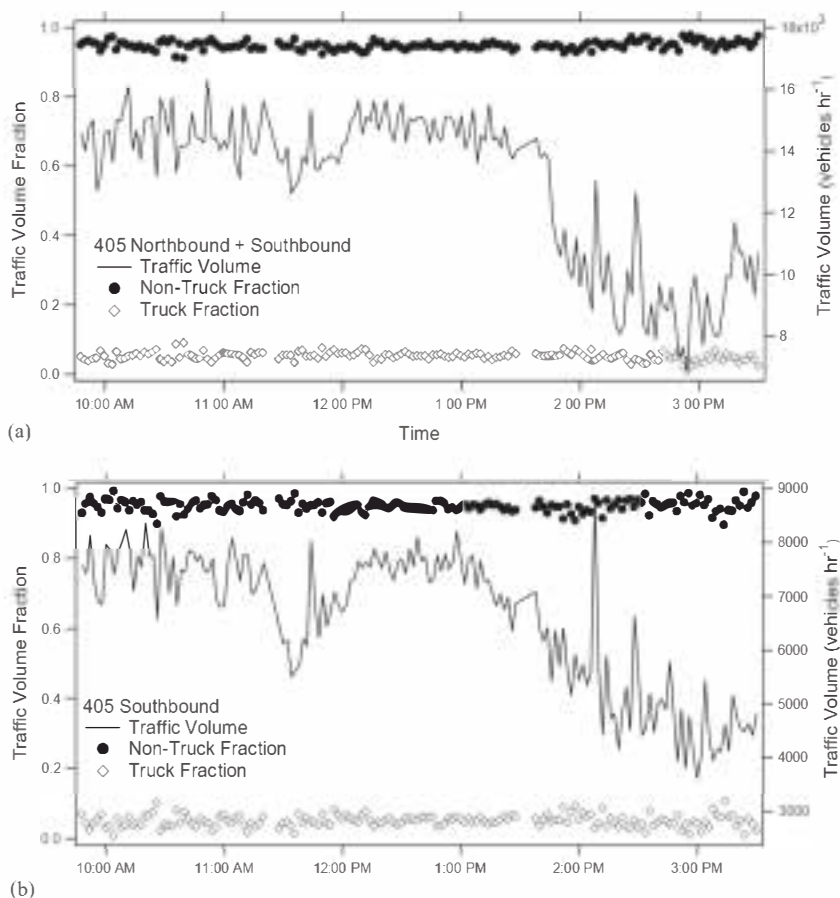 1.0
0.8
0.6
0.4
0.2
0.0
Traffic Volume Fraction
18x10³
16
14
12
10
8
Traffic Volume (vehicles hr⁻¹)
405 Northbound + Southbound
Traffic Volume
Non-Truck Fraction
Truck Fraction
10:00 AM 11:00 AM 12:00 PM 1:00 PM 2:00 PM 3:00 PM
(a)
Time
1.0
0.8
0.6
0.4
0.2
0.0
Traffic Volume Fraction
9000
8000
7000
6000
5000
4000
3000
Traffic Volume (vehicles hr⁻¹)
405 Southbound
Traffic Volume
Non-Truck Fraction
Truck Fraction
10:00 AM 11:00 AM 12:00 PM 1:00 PM 2:00 PM 3:00 PM
(b)